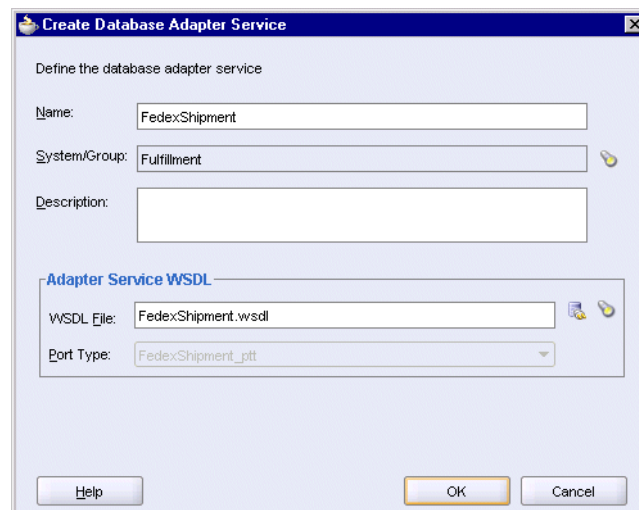 Create Database Adapter Service
Define the database adapter service
Name: FedexShipment
System/Group: Fulfillment
Description:
Adapter Service WSDL
WSDL File: FedexShipment.wsdl
Port Type: FedexShipment_ptt
Help OK Cancel